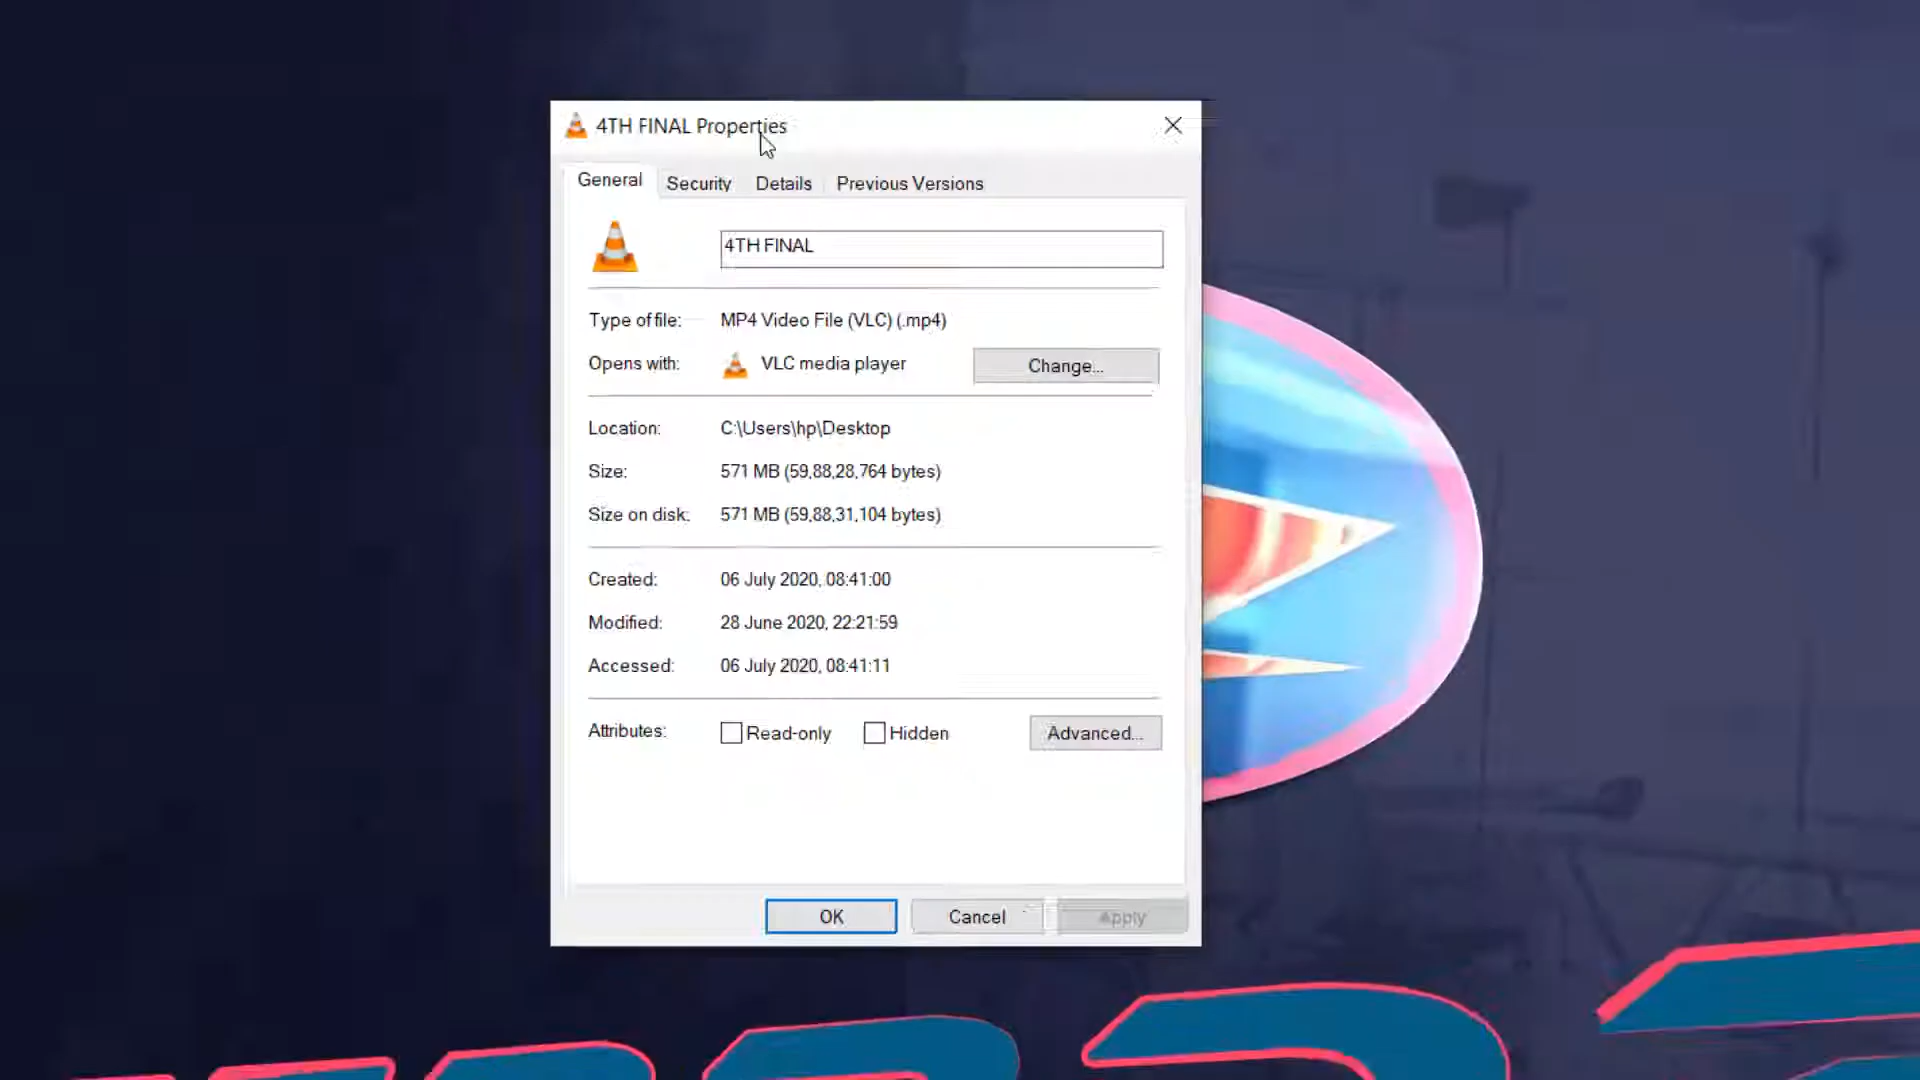 4TH FINAL Properties
General Security Details Previous Versions
4TH FINAL
Type of file: MP4 Video File (VLC) (.mp4)
Opens with: VLC media player Change...
Location: C:\Users\hp\Desktop
Size: 571 MB (59,88,28,764 bytes)
Size on disk: 571 MB (59,88,31,104 bytes)
Created: 06 July 2020, 08:41:00
Modified: 28 June 2020, 22:21:59
Accessed: 06 July 2020, 08:41:11
Attributes: Read-only Hidden Advanced...
OK Cancel Apply